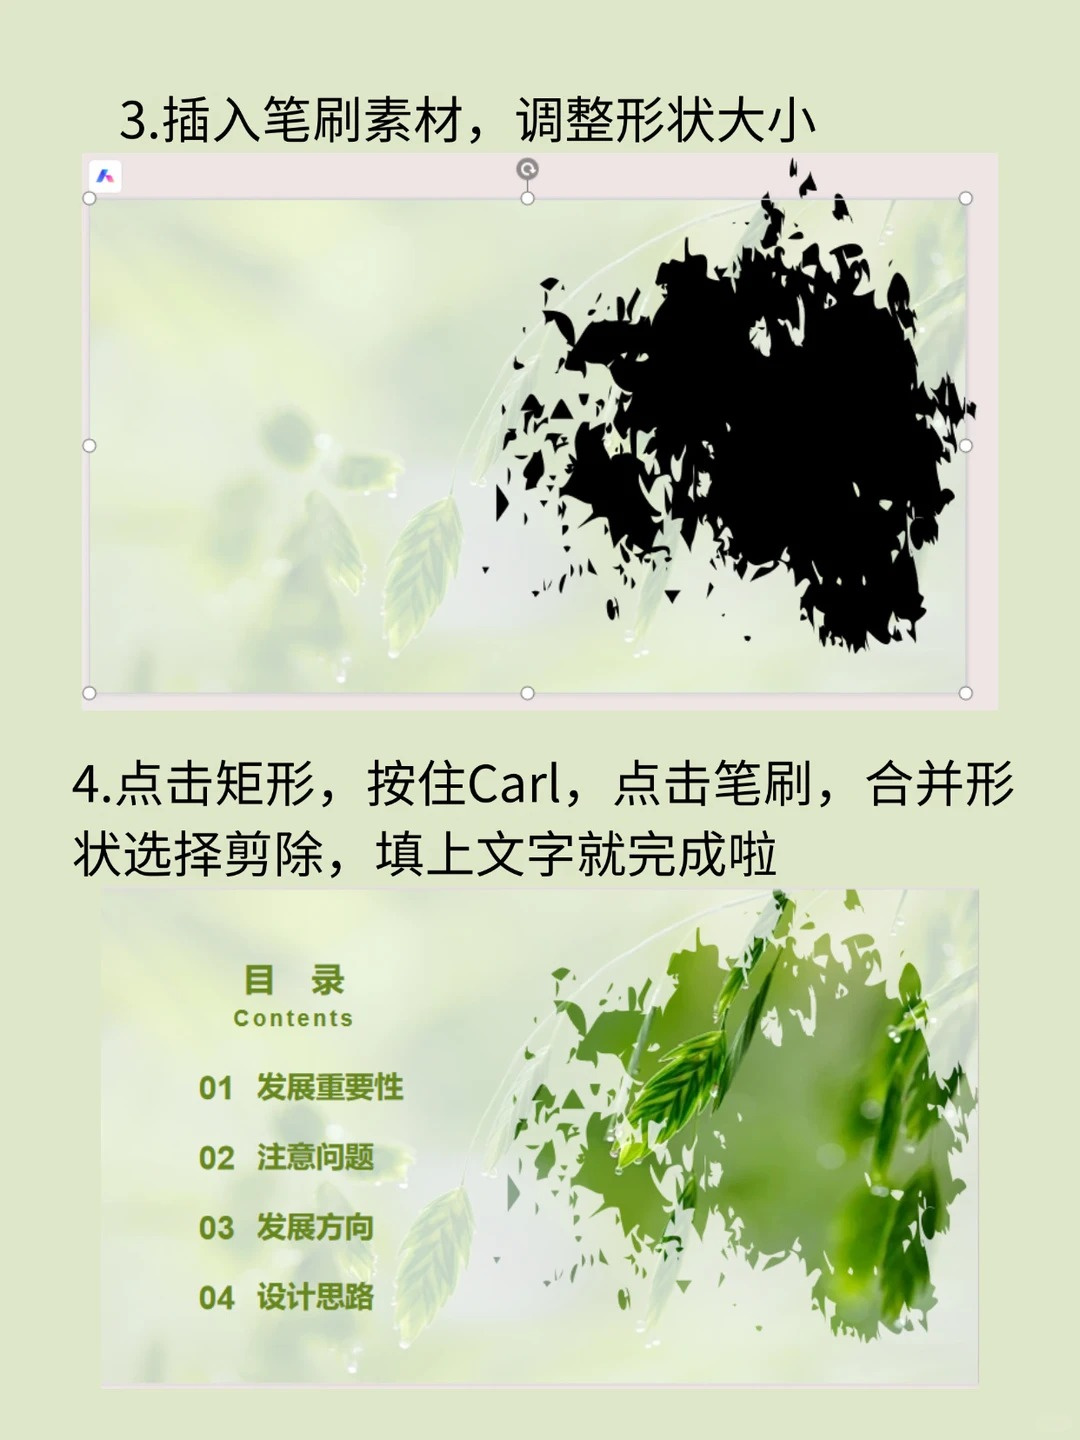 3.插入笔刷素材，调整形状大小
4.点击矩形，按住Carl，点击笔刷，合并形
状选择剪除，填上文字就完成啦
目 录
Contents
01 发展重要性
02 注意问题
03 发展方向
04 设计思路